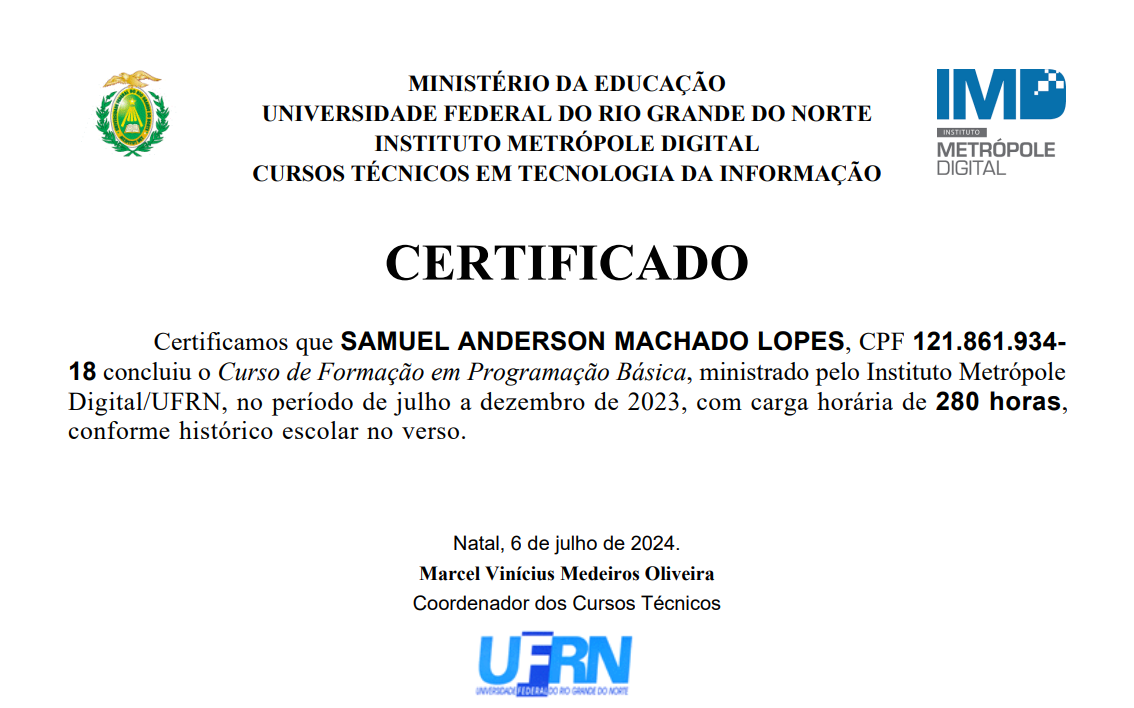 MINISTÉRIO DA EDUCAÇÃO
UNIVERSIDADE FEDERAL DO RIO GRANDE DO NORTE
INSTITUTO METRÓPOLE DIGITAL
CURSOS TÉCNICOS EM TECNOLOGIA DA INFORMAÇÃO
IMD
INSTITUTO
METRÓPOLE
DIGITAL
CERTIFICADO
Certificamos que SAMUEL ANDERSON MACHADO LOPES, CPF 121.861.934-
18 concluiu o Curso de Formação em Programação Básica, ministrado pelo Instituto Metrópole
Digital/UFRN, no período de julho a dezembro de 2023, com carga horária de 280 horas,
conforme histórico escolar no verso.
Natal, 6 de julho de 2024.
Marcel Vinícius Medeiros Oliveira
Coordenador dos Cursos Técnicos
UFRN
UNIVERSIDADE FEDERAL DO RIO GRANDE DO NORTE